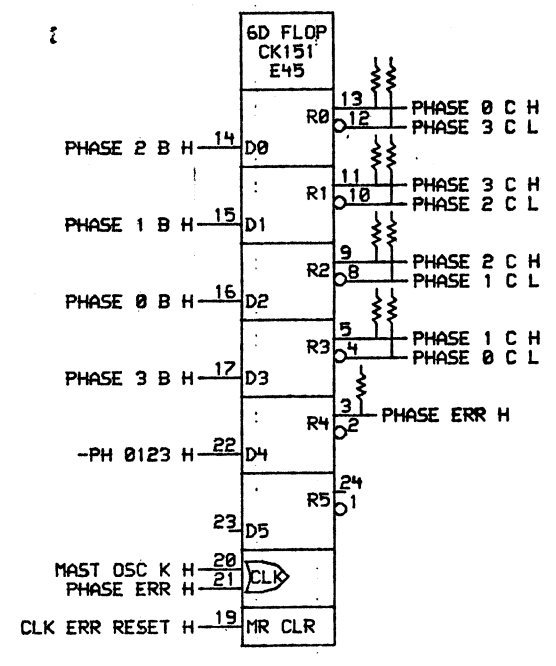 6D FLOP
CK151
E45
13 PHASE 0 C H
R0
12 PHASE 3 C L
PHASE 2 B H 14 D0
11 PHASE 3 C H
R1
10 PHASE 2 C L
PHASE 1 B H 15 D1
9 PHASE 2 C H
R2
8 PHASE 1 C L
PHASE 0 B H 16 D2
5 PHASE 1 C H
R3
4 PHASE 0 C L
PHASE 3 B H 17 D3
3 PHASE ERR H
R4
2
-PH 0123 H 22 D4
24
R5
1
23 D5
MAST OSC K H 20
CLK
PHASE ERR H 21
CLK ERR RESET H 19 MR CLR